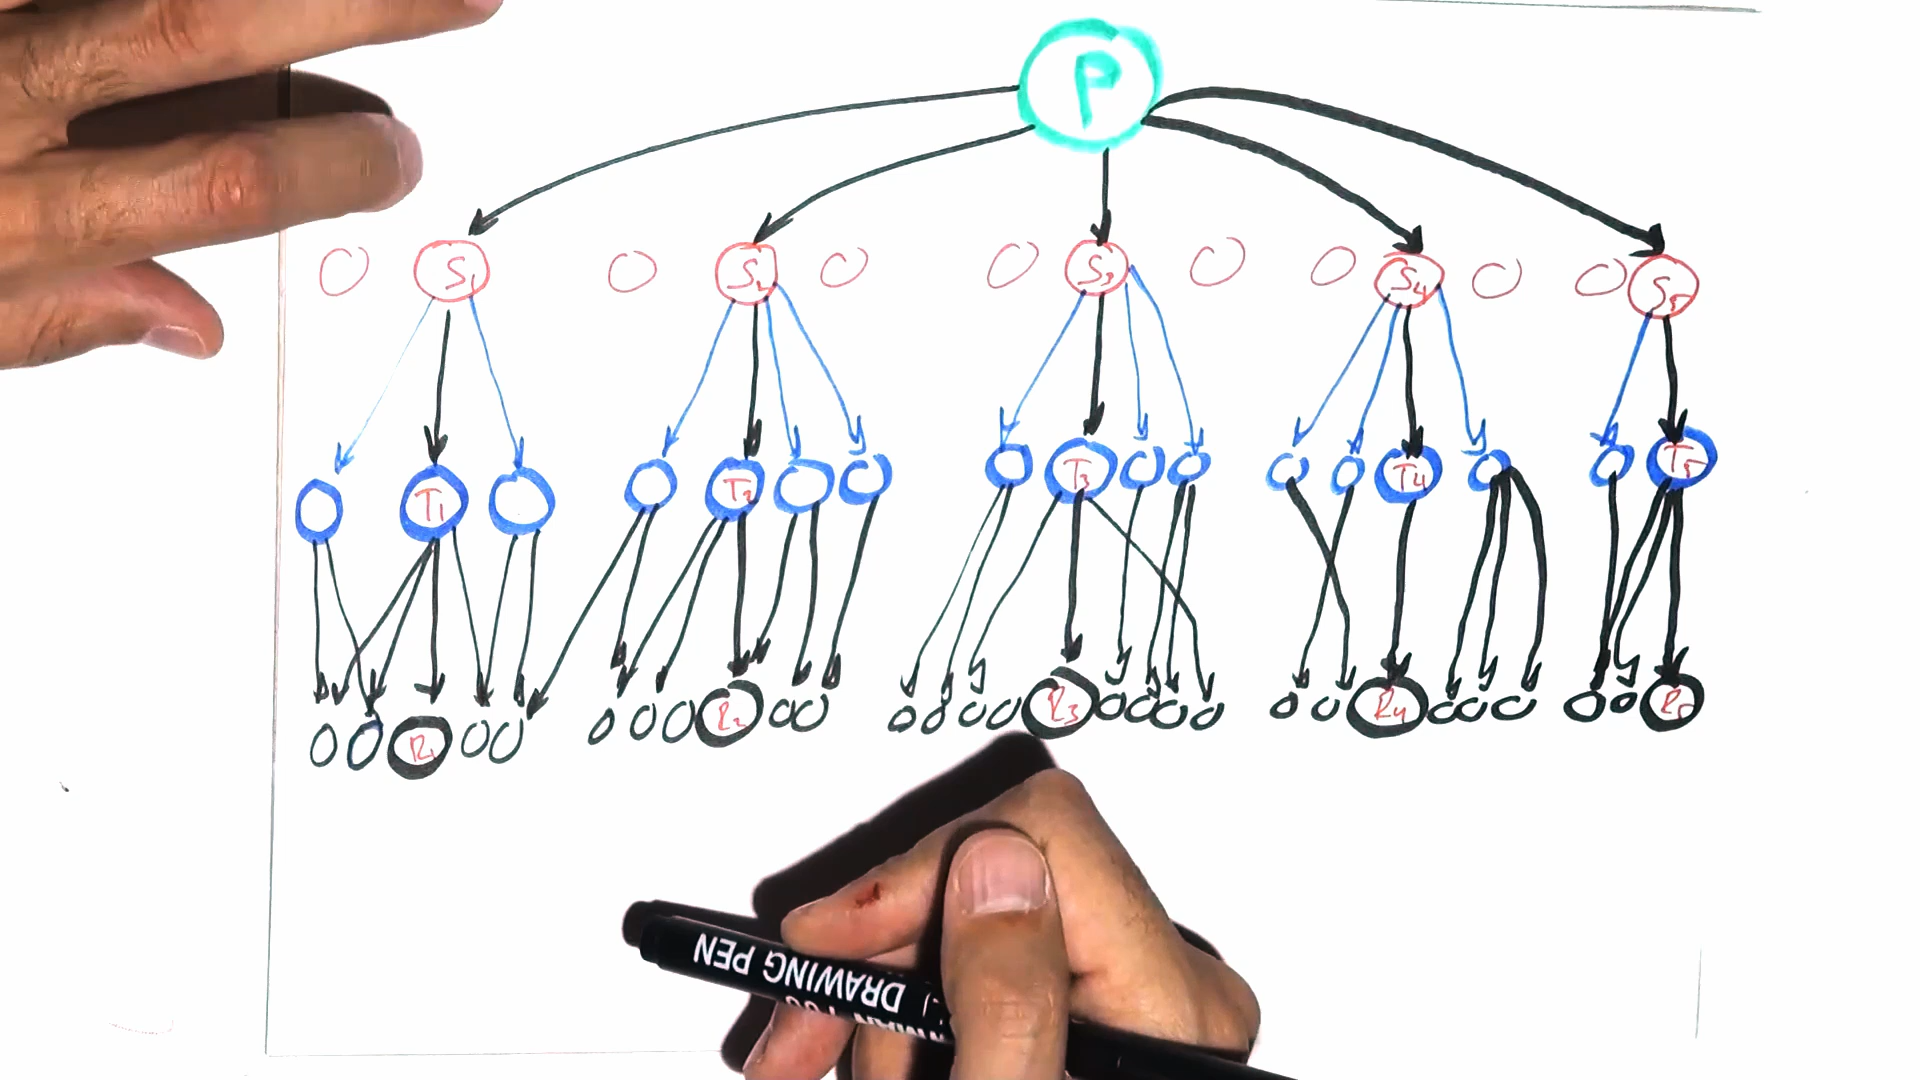 P
S1 S2 S3 S4 S5
T1 T2 T3 T4 T5
R1 R2 R3 R4 R5
DRAWING PEN